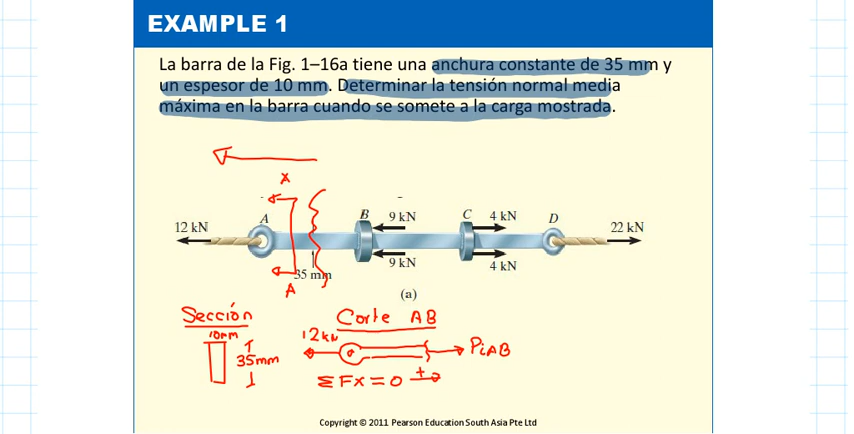 EXAMPLE 1
La barra de la Fig. 1–16a tiene una anchura constante de 35 mm y
un espesor de 10 mm. Determinar la tensión normal media
máxima en la barra cuando se somete a la carga mostrada.
A
12 kN
A
B
9 kN
C
4 kN
D
22 kN
35 mm
9 kN
4 kN
A
(a)
Sección
10mm
35mm
Corte AB
12kN
PiAB
ΣFx=0 +→
Copyright © 2011 Pearson Education South Asia Pte Ltd